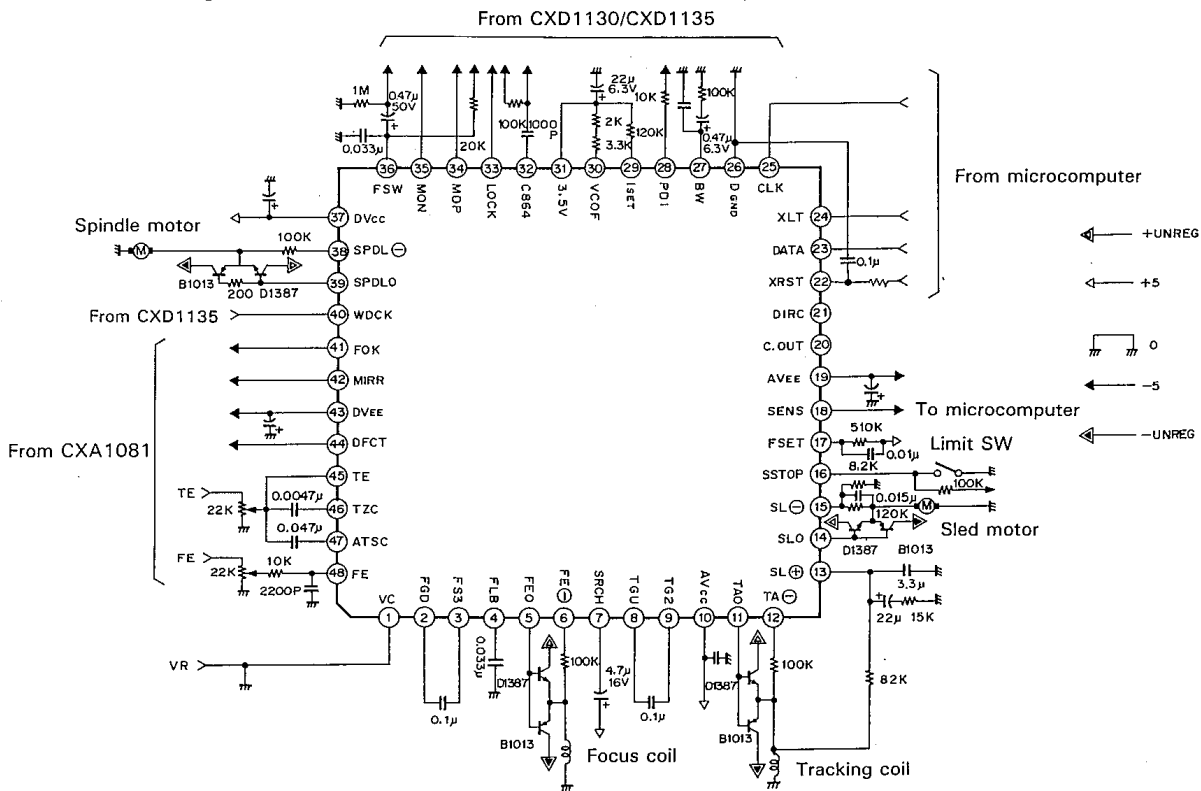 From CXD1130/CXD1135
1M
0.47μ
50V
0.033μ
20K
100K
1000
P
22μ
6.3V
2K
3.3K
120K
10K
100K
0.47μ
6.3V
36
35
34
33
32
31
30
29
28
27
26
25
FSW
MON
MDP
LOCK
C864
3.5V
VCOF
ISET
PDI
BW
DGND
CLK
From microcomputer
37 DVcc
Spindle motor
M
100K
38 SPDL⊖
B1013
200
D1387
39 SPDLO
From CXD1135
40 WDCK
41 FOK
42 MIRR
43 DVEE
44 DFCT
From CXA1081
45 TE
TE
22K
0.0047μ
46 TZC
0.047μ
47 ATSC
FE
22K
10K
48 FE
2200P
XLT 24
DATA 23
0.1μ
XRST 22
DIRC 21
C.OUT 20
AVEE 19
SENS 18
To microcomputer
FSET 17
510K
0.01μ
Limit SW
SSTOP 16
8.2K
100K
0.015μ
SL⊖ 15
M
120K
Sled motor
SLO 14
D1387
B1013
SL⊕ 13
3.3μ
22μ
15K
82K
+UNREG
+5
0
-5
-UNREG
VC
FGD
FS3
FLB
FEO
FE⊖
SRCH
TGU
TG2
AVcc
TAO
TA⊖
1
2
3
4
5
6
7
8
9
10
11
12
VR
0.1μ
0.033μ
D1387
B1013
100K
4.7μ
16V
Focus coil
0.1μ
D1387
B1013
100K
Tracking coil